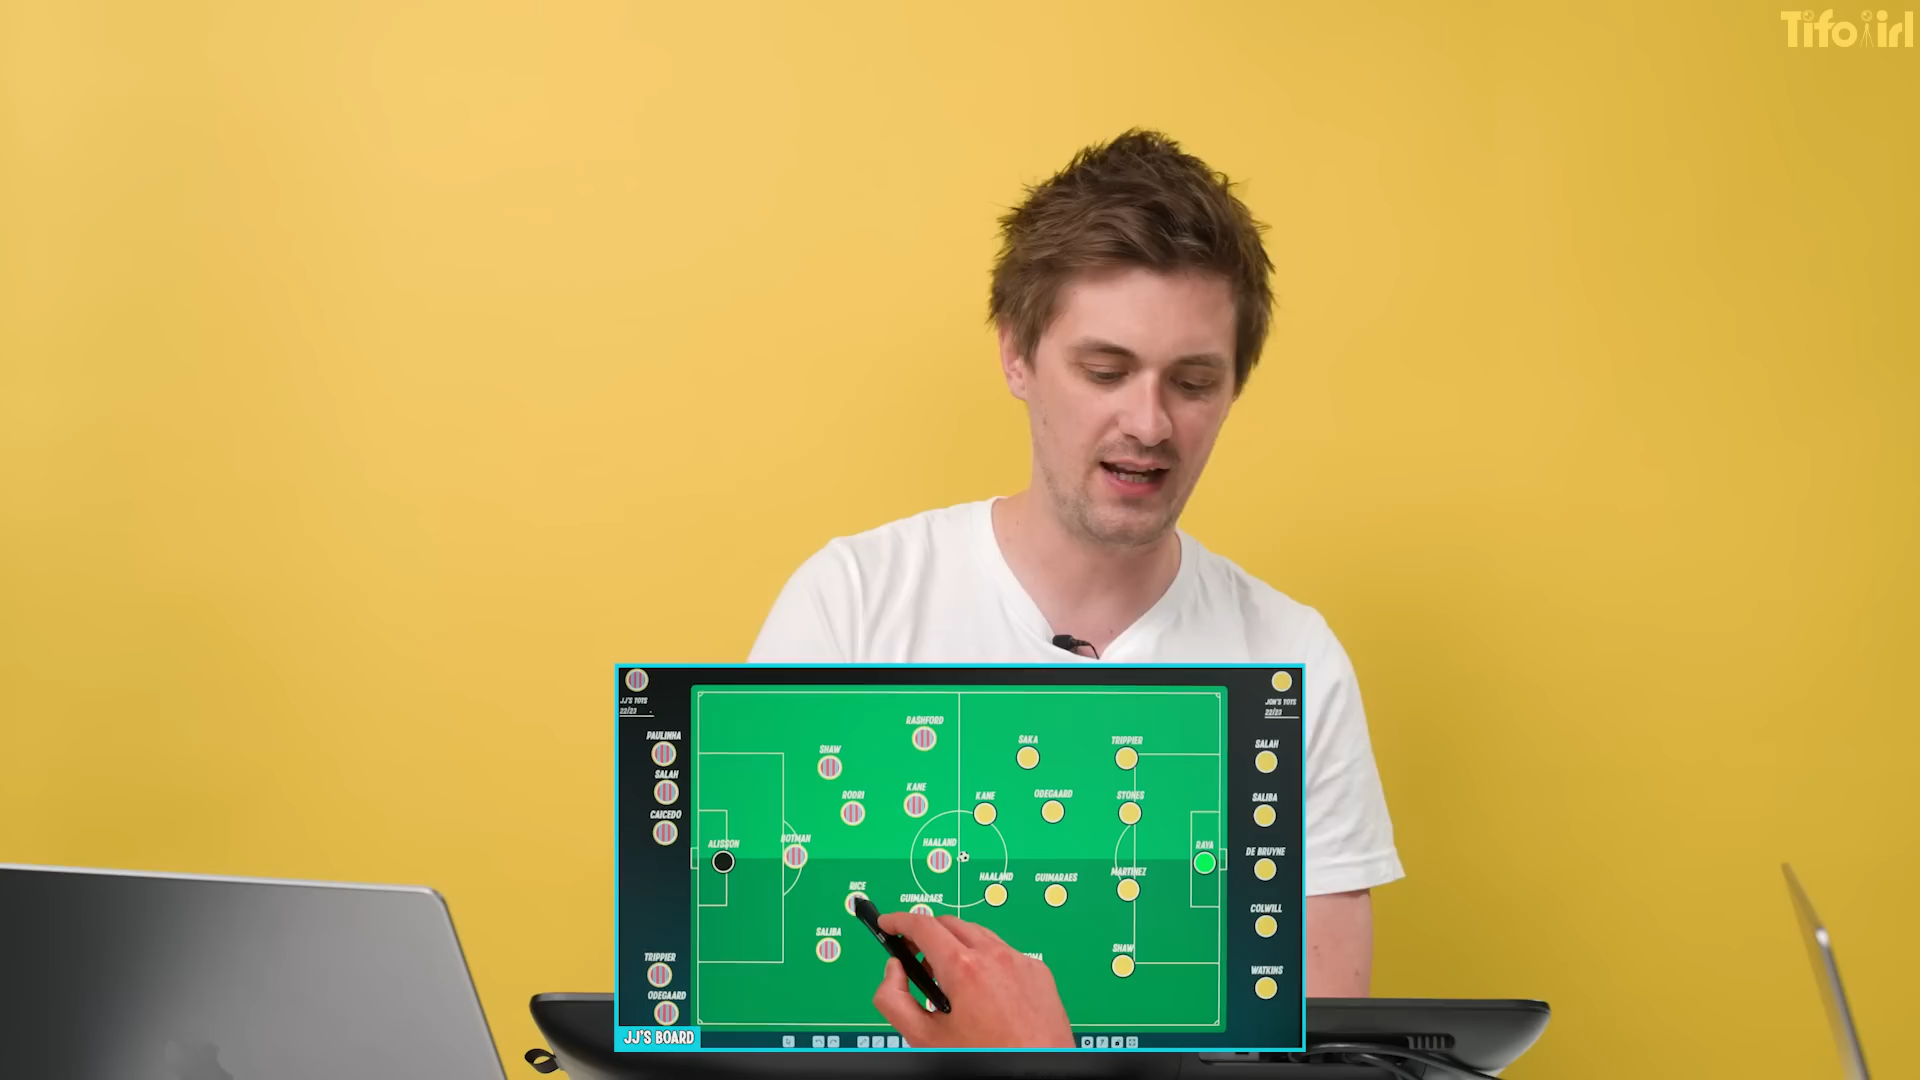 Tifo irl
JJ'S TOTS
22/23
JON'S TOTS
22/23
PAULINHA
SALAH
CAICEDO
TRIPPIER
ODEGAARD
RASHFORD
SHAW
RODRI
KANE
ALISSON
BOTMAN
HAALAND
RICE
GUIMARAES
SALIBA
SAKA
TRIPPIER
KANE
ODEGAARD
STONES
RAYA
HAALAND
GUIMARAES
MARTINEZ
SHAW
SALAH
SALIBA
DE BRUYNE
COLWILL
WATKINS
JJ'S BOARD